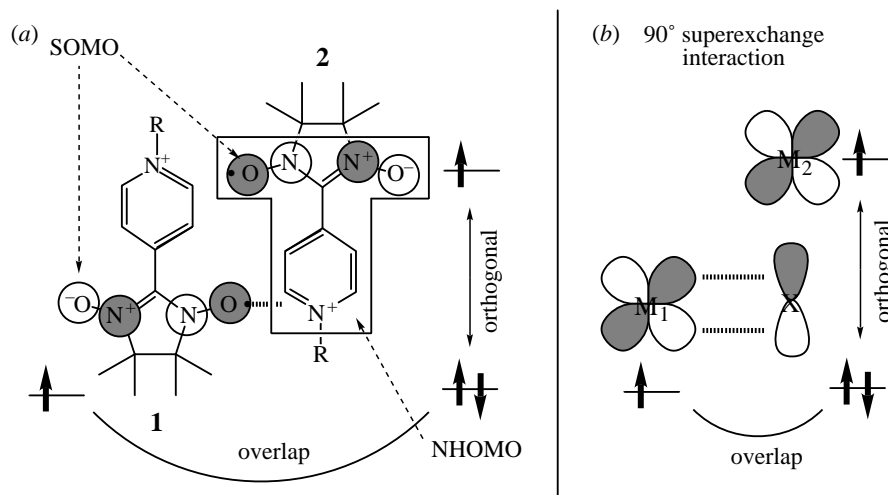 (a)
SOMO
2
R
N+
N
N+
O
O−
orthogonal
−O
N+
N
O
N+
R
1
overlap
NHOMO
(b) 90° superexchange
interaction
M2
orthogonal
M1
X
overlap